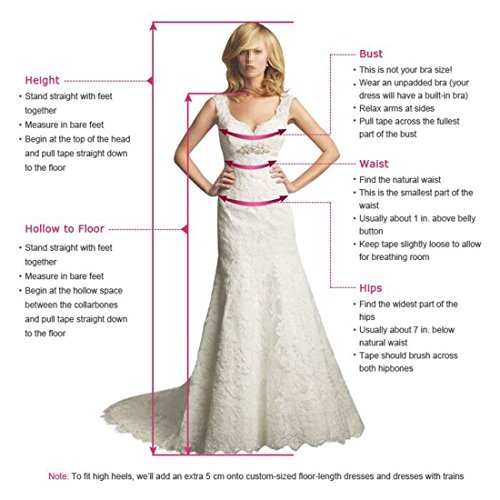 Height
• Stand straight with feet
together
• Measure in bare feet
• Begin at the top of the head
and pull tape straight down
to the floor
Hollow to Floor
• Stand straight with feet
together
• Measure in bare feet
• Begin at the hollow space
between the collarbones
and pull tape straight down
to the floor
Bust
• This is not your bra size!
• Wear an unpadded bra (your
dress will have a built-in bra)
• Relax arms at sides
• Pull tape across the fullest
part of the bust
Waist
• Find the natural waist
• This is the smallest part of the
waist
• Usually about 1 in. above belly
button
• Keep tape slightly loose to allow
for breathing room
Hips
• Find the widest part of the
hips
• Usually about 7 in. below
natural waist
• Tape should brush across
both hipbones
Note: To fit high heels, we'll add an extra 5 cm onto custom-sized floor-length dresses and dresses with trains